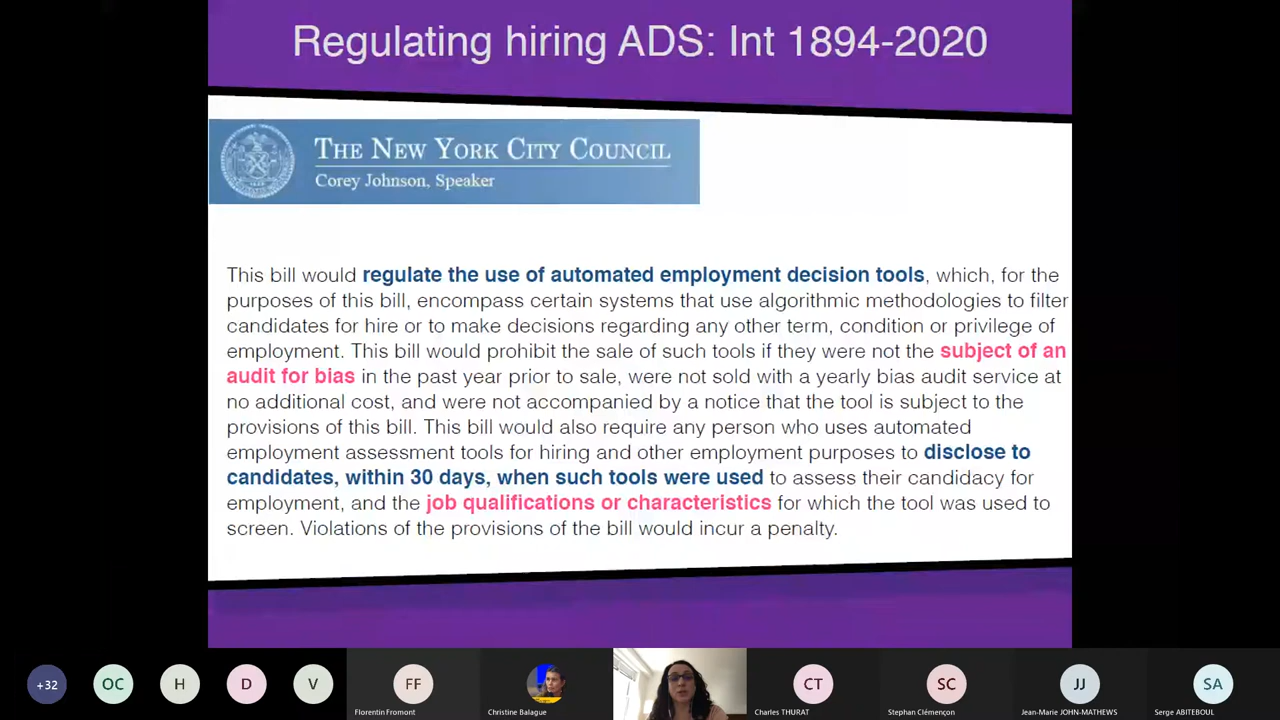 Regulating hiring ADS: Int 1894-2020
THE NEW YORK CITY COUNCIL
Corey Johnson, Speaker
This bill would regulate the use of automated employment decision tools, which, for the
purposes of this bill, encompass certain systems that use algorithmic methodologies to filter
candidates for hire or to make decisions regarding any other term, condition or privilege of
employment. This bill would prohibit the sale of such tools if they were not the subject of an
audit for bias in the past year prior to sale, were not sold with a yearly bias audit service at
no additional cost, and were not accompanied by a notice that the tool is subject to the
provisions of this bill. This bill would also require any person who uses automated
employment assessment tools for hiring and other employment purposes to disclose to
candidates, within 30 days, when such tools were used to assess their candidacy for
employment, and the job qualifications or characteristics for which the tool was used to
screen. Violations of the provisions of the bill would incur a penalty.
+32 OC H D V FF CT SC JJ SA
Florentin Fromont Christine Balague Charles THURAT Stephan Clémençon Jean-Marie JOHN-MATHEWS Serge ABITEBOUL